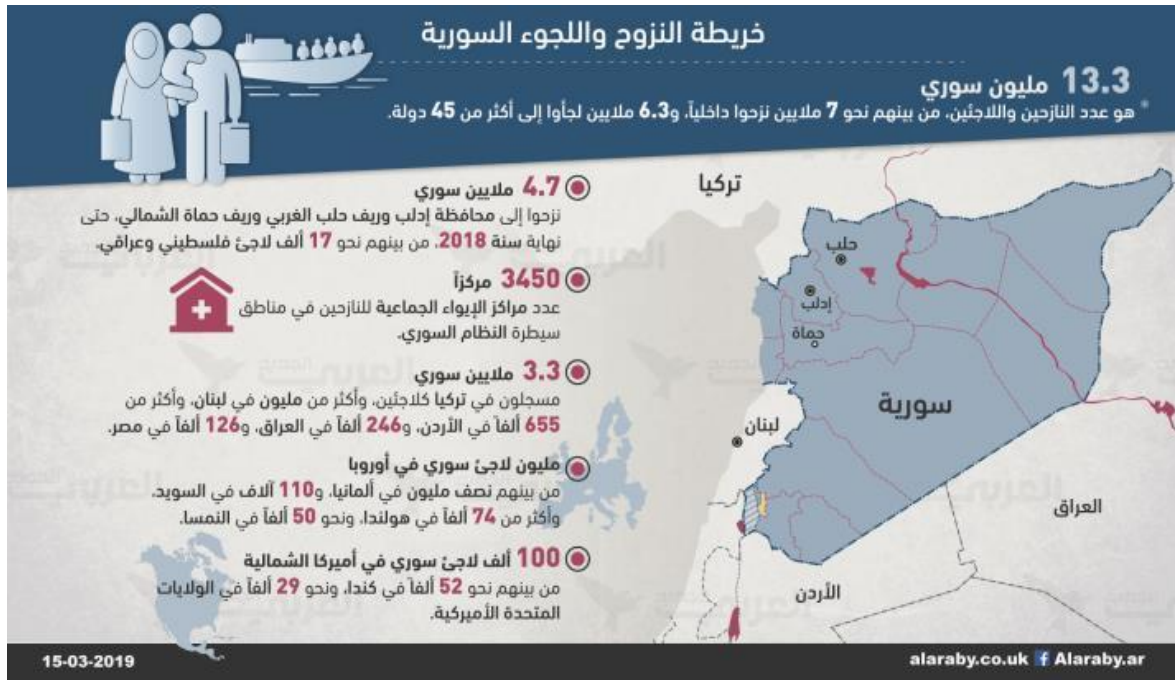 خريطة النزوح واللجوء السورية
13.3 مليون سوري
* هو عدد النازحين واللاجئين، من بينهم نحو 7 ملايين نزحوا داخلياً، و6.3 ملايين لجأوا إلى أكثر من 45 دولة.
4.7 ملايين سوري
نزحوا إلى محافظة إدلب وريف حلب الغربي وريف حماة الشمالي، حتى
نهاية سنة 2018، من بينهم نحو 17 ألف لاجئ فلسطيني وعراقي.
3450 مركزاً
عدد مراكز الإيواء الجماعية للنازحين في مناطق
سيطرة النظام السوري.
3.3 ملايين سوري
مسجلون في تركيا كلاجئين، وأكثر من مليون في لبنان، وأكثر من
655 ألفاً في الأردن، و246 ألفاً في العراق، و126 ألفاً في مصر.
مليون لاجئ سوري في أوروبا
من بينهم نصف مليون في ألمانيا، و110 آلاف في السويد،
وأكثر من 74 ألفاً في هولندا، ونحو 50 ألفاً في النمسا.
100 ألف لاجئ سوري في أميركا الشمالية
من بينهم نحو 52 ألفاً في كندا، ونحو 29 ألفاً في الولايات
المتحدة الأميركية.
تركيا
حلب
إدلب
حماة
سورية
لبنان
العراق
الأردن
العربي الجديد
15-03-2019
alaraby.co.uk f Alaraby.ar